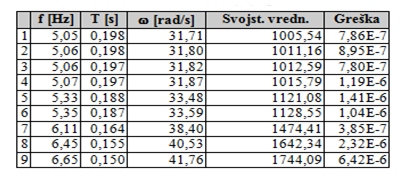 f [Hz] T [s] ω [rad/s] Svojst. vredn. Greška
1 5,05 0,198 31,71 1005,54 7,86E-7
2 5,06 0,198 31,80 1011,16 8,95E-7
3 5,06 0,197 31,82 1012,59 7,80E-7
4 5,07 0,197 31,87 1015,79 1,19E-6
5 5,33 0,188 33,48 1121,08 1,41E-6
6 5,35 0,187 33,59 1128,55 1,04E-6
7 6,11 0,164 38,40 1474,41 3,85E-7
8 6,45 0,155 40,53 1642,34 2,32E-6
9 6,65 0,150 41,76 1744,09 6,42E-6